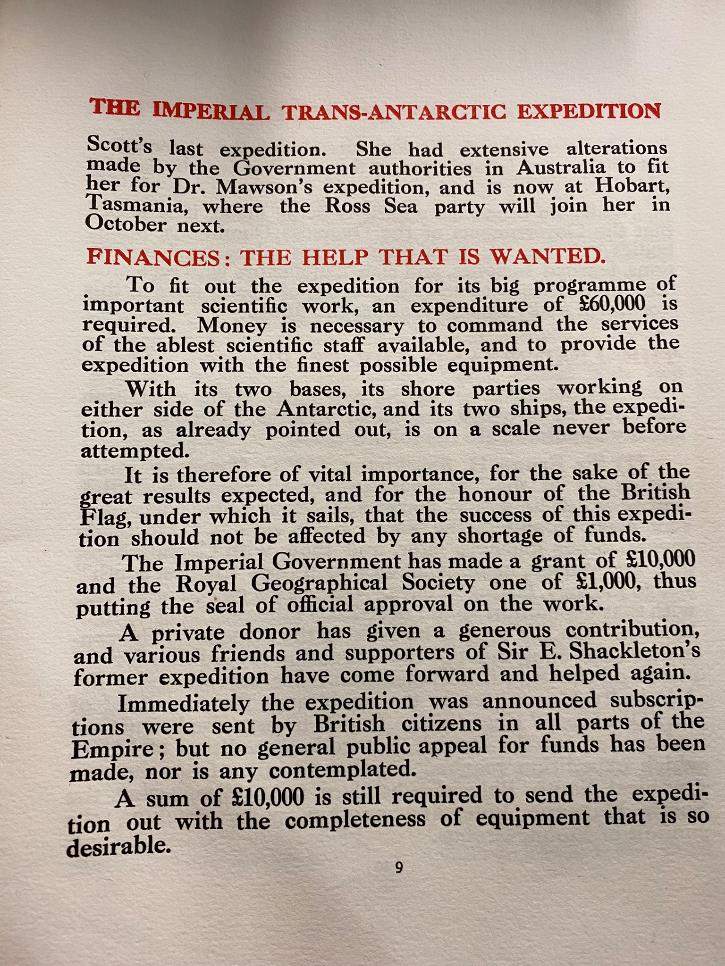 THE IMPERIAL TRANS-ANTARCTIC EXPEDITION
Scott's last expedition. She had extensive alterations
made by the Government authorities in Australia to fit
her for Dr. Mawson's expedition, and is now at Hobart,
Tasmania, where the Ross Sea party will join her in
October next.
FINANCES: THE HELP THAT IS WANTED.
To fit out the expedition for its big programme of
important scientific work, an expenditure of £60,000 is
required. Money is necessary to command the services
of the ablest scientific staff available, and to provide the
expedition with the finest possible equipment.
With its two bases, its shore parties working on
either side of the Antarctic, and its two ships, the expedi-
tion, as already pointed out, is on a scale never before
attempted.
It is therefore of vital importance, for the sake of the
great results expected, and for the honour of the British
Flag, under which it sails, that the success of this expedi-
tion should not be affected by any shortage of funds.
The Imperial Government has made a grant of £10,000
and the Royal Geographical Society one of £1,000, thus
putting the seal of official approval on the work.
A private donor has given a generous contribution,
and various friends and supporters of Sir E. Shackleton's
former expedition have come forward and helped again.
Immediately the expedition was announced subscrip-
tions were sent by British citizens in all parts of the
Empire; but no general public appeal for funds has been
made, nor is any contemplated.
A sum of £10,000 is still required to send the expedi-
tion out with the completeness of equipment that is so
desirable.
9